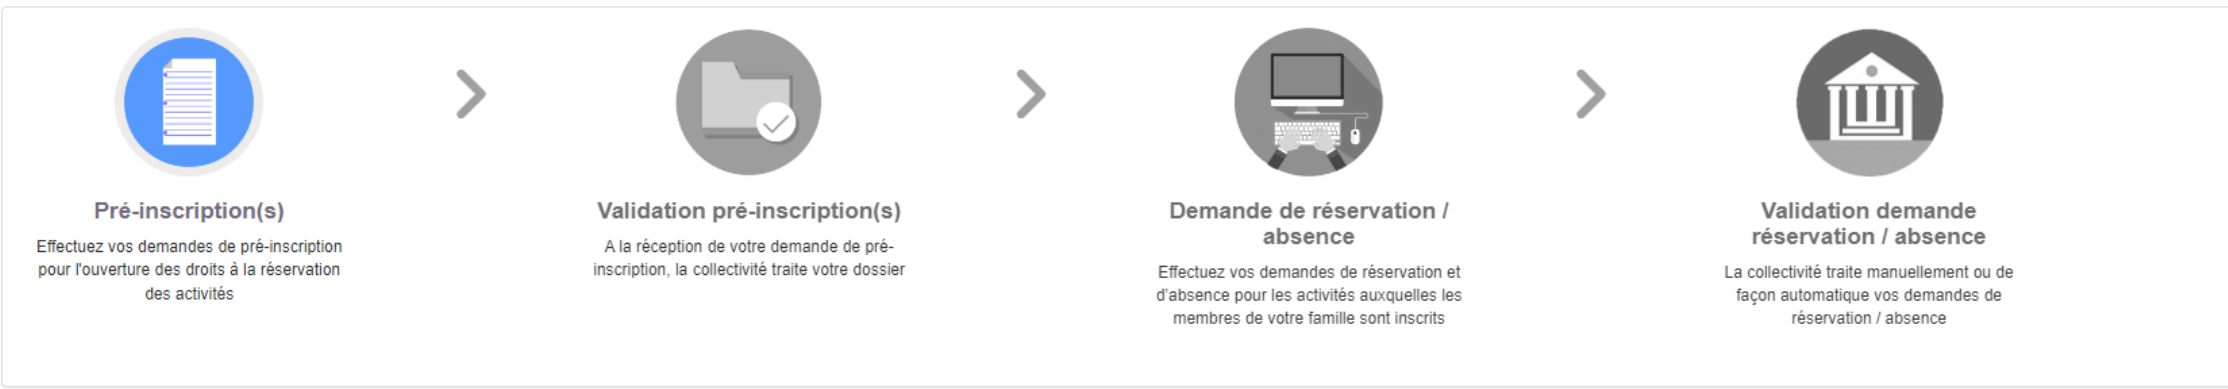 Pré-inscription(s)
Effectuez vos demandes de pré-inscription
pour l'ouverture des droits à la réservation
des activités
Validation pré-inscription(s)
A la réception de votre demande de pré-
inscription, la collectivité traite votre dossier
Demande de réservation /
absence
Effectuez vos demandes de réservation et
d'absence pour les activités auxquelles les
membres de votre famille sont inscrits
Validation demande
réservation / absence
La collectivité traite manuellement ou de
façon automatique vos demandes de
réservation / absence